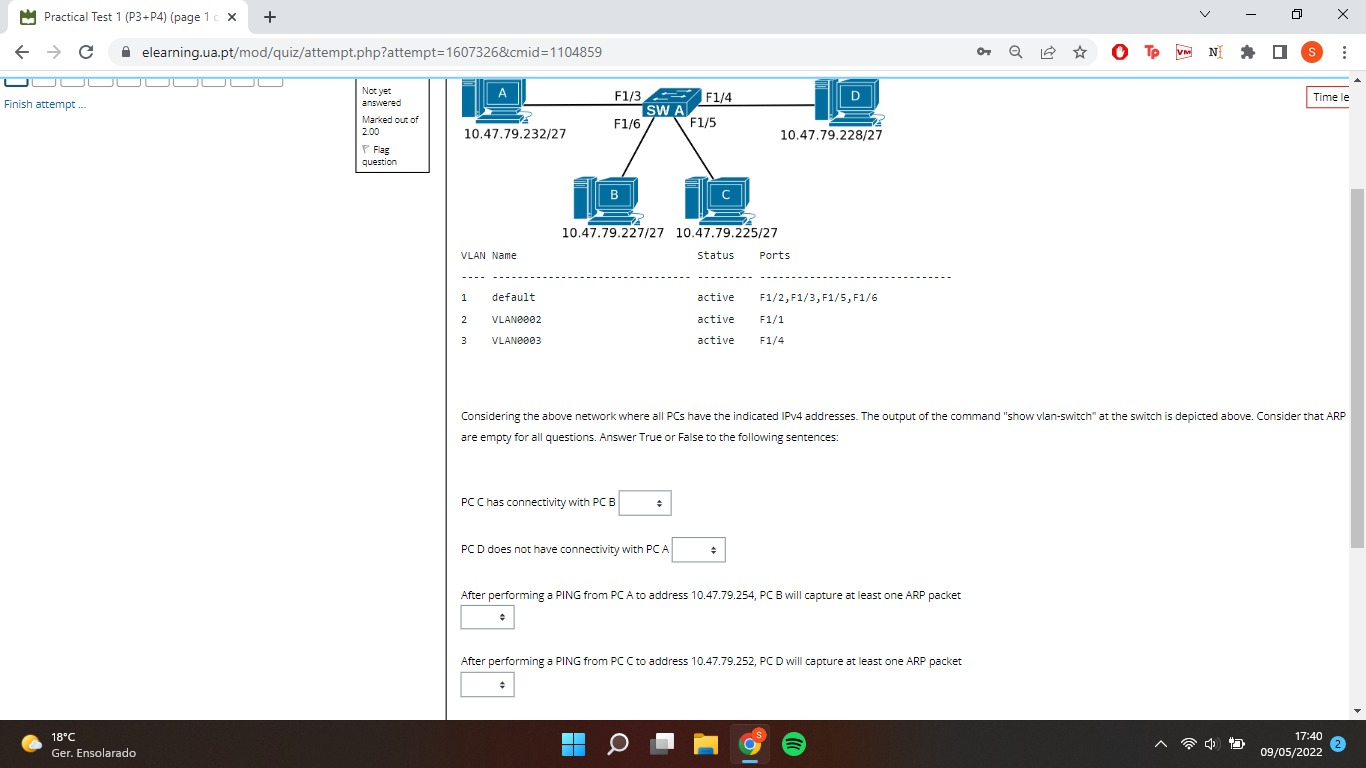 Practical Test 1 (P3+P4) (page 1 c
elearning.ua.pt/mod/quiz/attempt.php?attempt=1607326&cmid=1104859
Finish attempt ...
Not yet
answered
Marked out of
2.00
Flag
question
Time le
A
F1/3
SW A
F1/4
D
10.47.79.232/27
F1/6
F1/5
10.47.79.228/27
B
C
10.47.79.227/27 10.47.79.225/27
VLAN Name Status Ports
---- ------------------------------- --------- -------------------------------
1 default active F1/2,F1/3,F1/5,F1/6
2 VLAN0002 active F1/1
3 VLAN0003 active F1/4
Considering the above network where all PCs have the indicated IPv4 addresses. The output of the command "show vlan-switch" at the switch is depicted above. Consider that ARP
are empty for all questions. Answer True or False to the following sentences:
PC C has connectivity with PC B
PC D does not have connectivity with PC A
After performing a PING from PC A to address 10.47.79.254, PC B will capture at least one ARP packet
After performing a PING from PC C to address 10.47.79.252, PC D will capture at least one ARP packet
18°C
Ger. Ensolarado
17:40
09/05/2022
2